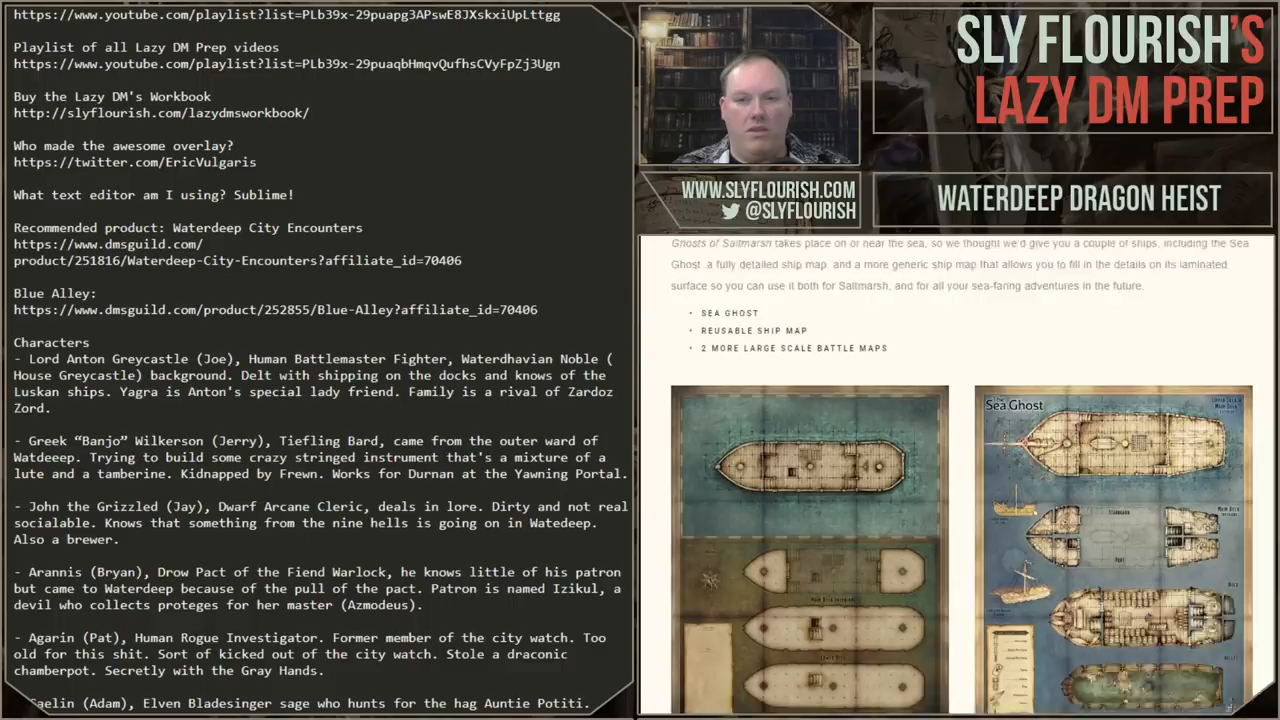 https://www.youtube.com/playlist?list=PLb39x-29puapg3APswE8JXskxiUpLttgg
Playlist of all Lazy DM Prep videos
https://www.youtube.com/playlist?list=PLb39x-29puaqbHmqvQufhsCVyFpZj3Ugn
Buy the Lazy DM's Workbook
http://slyflourish.com/lazydmsworkbook/
Who made the awesome overlay?
https://twitter.com/EricVulgaris
What text editor am I using? Sublime!
Recommended product: Waterdeep City Encounters
https://www.dmsguild.com/
product/251816/Waterdeep-City-Encounters?affiliate_id=70406
Blue Alley:
https://www.dmsguild.com/product/252855/Blue-Alley?affiliate_id=70406
Characters
- Lord Anton Greycastle (Joe), Human Battlemaster Fighter, Waterdhavian Noble (
House Greycastle) background. Delt with shipping on the docks and knows of the
Luskan ships. Yagra is Anton's special lady friend. Family is a rival of Zardoz
Zord.
- Greek “Banjo” Wilkerson (Jerry), Tiefling Bard, came from the outer ward of
Watdeeep. Trying to build some crazy stringed instrument that's a mixture of a
lute and a tamberine. Kidnapped by Frewn. Works for Durnan at the Yawning Portal.
- John the Grizzled (Jay), Dwarf Arcane Cleric, deals in lore. Dirty and not real
socialable. Knows that something from the nine hells is going on in Watedeep.
Also a brewer.
- Arannis (Bryan), Drow Pact of the Fiend Warlock, he knows little of his patron
but came to Waterdeep because of the pull of the pact. Patron is named Izikul, a
devil who collects proteges for her master (Azmodeus).
- Agarin (Pat), Human Rogue Investigator. Former member of the city watch. Too
old for this shit. Sort of kicked out of the city watch. Stole a draconic
chamberpot. Secretly with the Gray Hands.
(Adam), Elven Bladesinger sage who hunts for the hag Auntie Potiti.
SLY FLOURISH'S
LAZY DM PREP
WWW.SLYFLOURISH.COM
@SLYFLOURISH
WATERDEEP DRAGON HEIST
Ghosts of Saltmarsh takes place on or near the sea, so we thought we'd give you a couple of ships, including the Sea
Ghost, a fully detailed ship map, and a more generic ship map that allows you to fill in the details on its laminated
surface so you can use it both for Saltmarsh, and for all your sea-faring adventures in the future.
• SEA GHOST
• REUSABLE SHIP MAP
• 2 MORE LARGE SCALE BATTLE MAPS
The
Sea Ghost